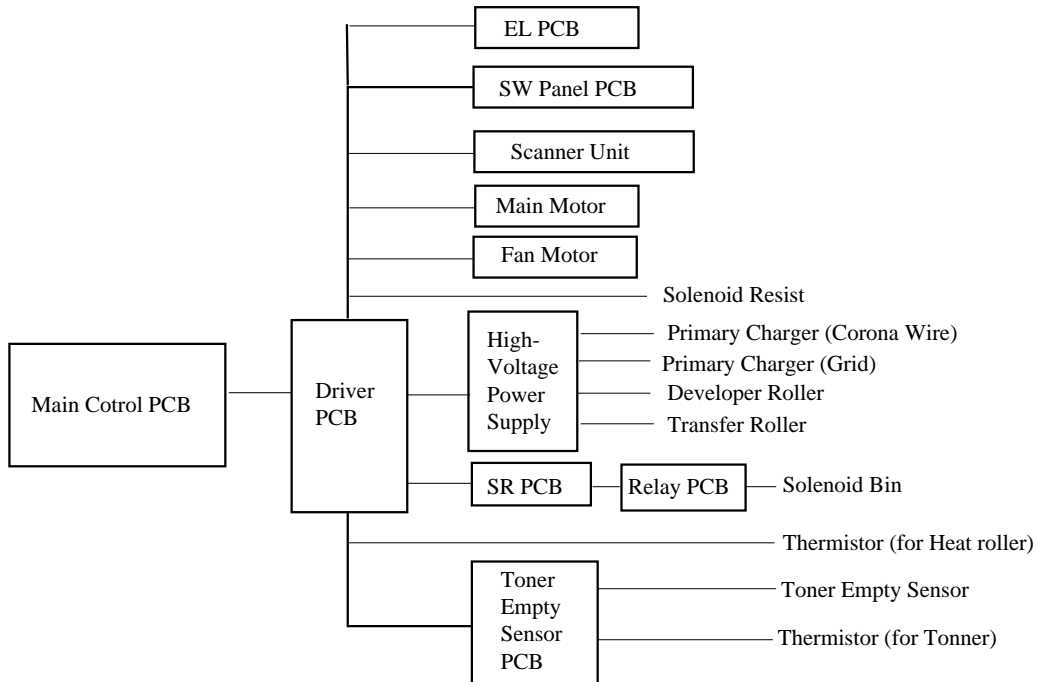 EL PCB
SW Panel PCB
Scanner Unit
Main Motor
Fan Motor
Solenoid Resist
Main Cotrol PCB
Driver
PCB
High-
Voltage
Power
Supply
Primary Charger (Corona Wire)
Primary Charger (Grid)
Developer Roller
Transfer Roller
SR PCB
Relay PCB
Solenoid Bin
Thermistor (for Heat roller)
Toner
Empty
Sensor
PCB
Toner Empty Sensor
Thermistor (for Tonner)